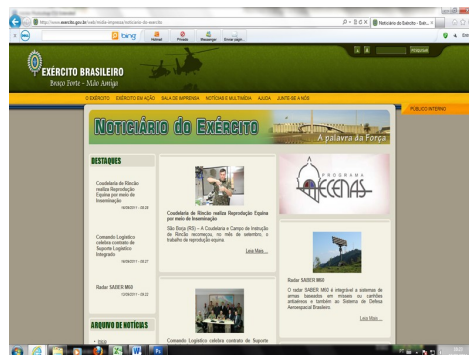 http://www.exercito.gov.br/web/midia-impressa/noticiario-do-exercito
Noticiário do Exército - Exér...
bing
Hotmail
Messenger
Pesquisar
EXÉRCITO BRASILEIRO
Braço Forte - Mão Amiga
O EXÉRCITO EXÉRCITO EM AÇÃO SALA DE IMPRENSA NOTÍCIAS E MULTIMÍDIA AJUDA JUNTE-SE A NÓS
PÚBLICO INTERNO
NOTICIÁRIO DO EXÉRCITO
A palavra da Força
DESTAQUES
Coudelaria de Rincão
realiza Reprodução
Equina por meio de
Inseminação
Comando Logístico
celebra contrato de
Suporte Logístico
Integrado
Radar SABER M60
ARQUIVO DE NOTÍCIAS
Coudelaria de Rincão realiza Reprodução Equina
por meio de Inseminação
São Borja (RS) – A Coudelaria e Campo de Instrução
de Rincão recomeçou, no mês de setembro, o
trabalho de reprodução equina.
Leia Mais ...
Comando Logístico celebra contrato de Suporte
PROGRAMA
MECENAS
Radar SABER M60
O radar SABER M60 é integrável a sistemas de
armas baseados em mísseis ou canhões
antiaéreos e também ao Sistema de Defesa
Aeroespacial Brasileiro.
Leia Mais ...